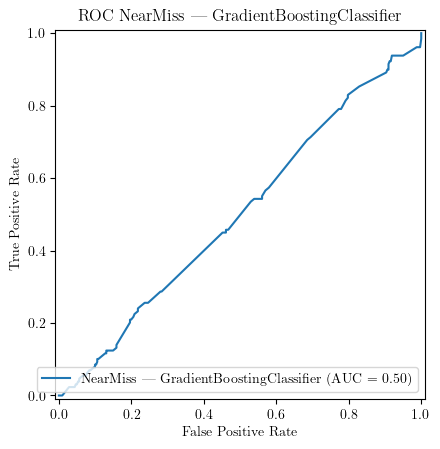 ROC NearMiss — GradientBoostingClassifier
1.0
0.8
0.6
0.4
0.2
0.0
True Positive Rate
NearMiss — GradientBoostingClassifier (AUC = 0.50)
0.0 0.2 0.4 0.6 0.8 1.0
False Positive Rate